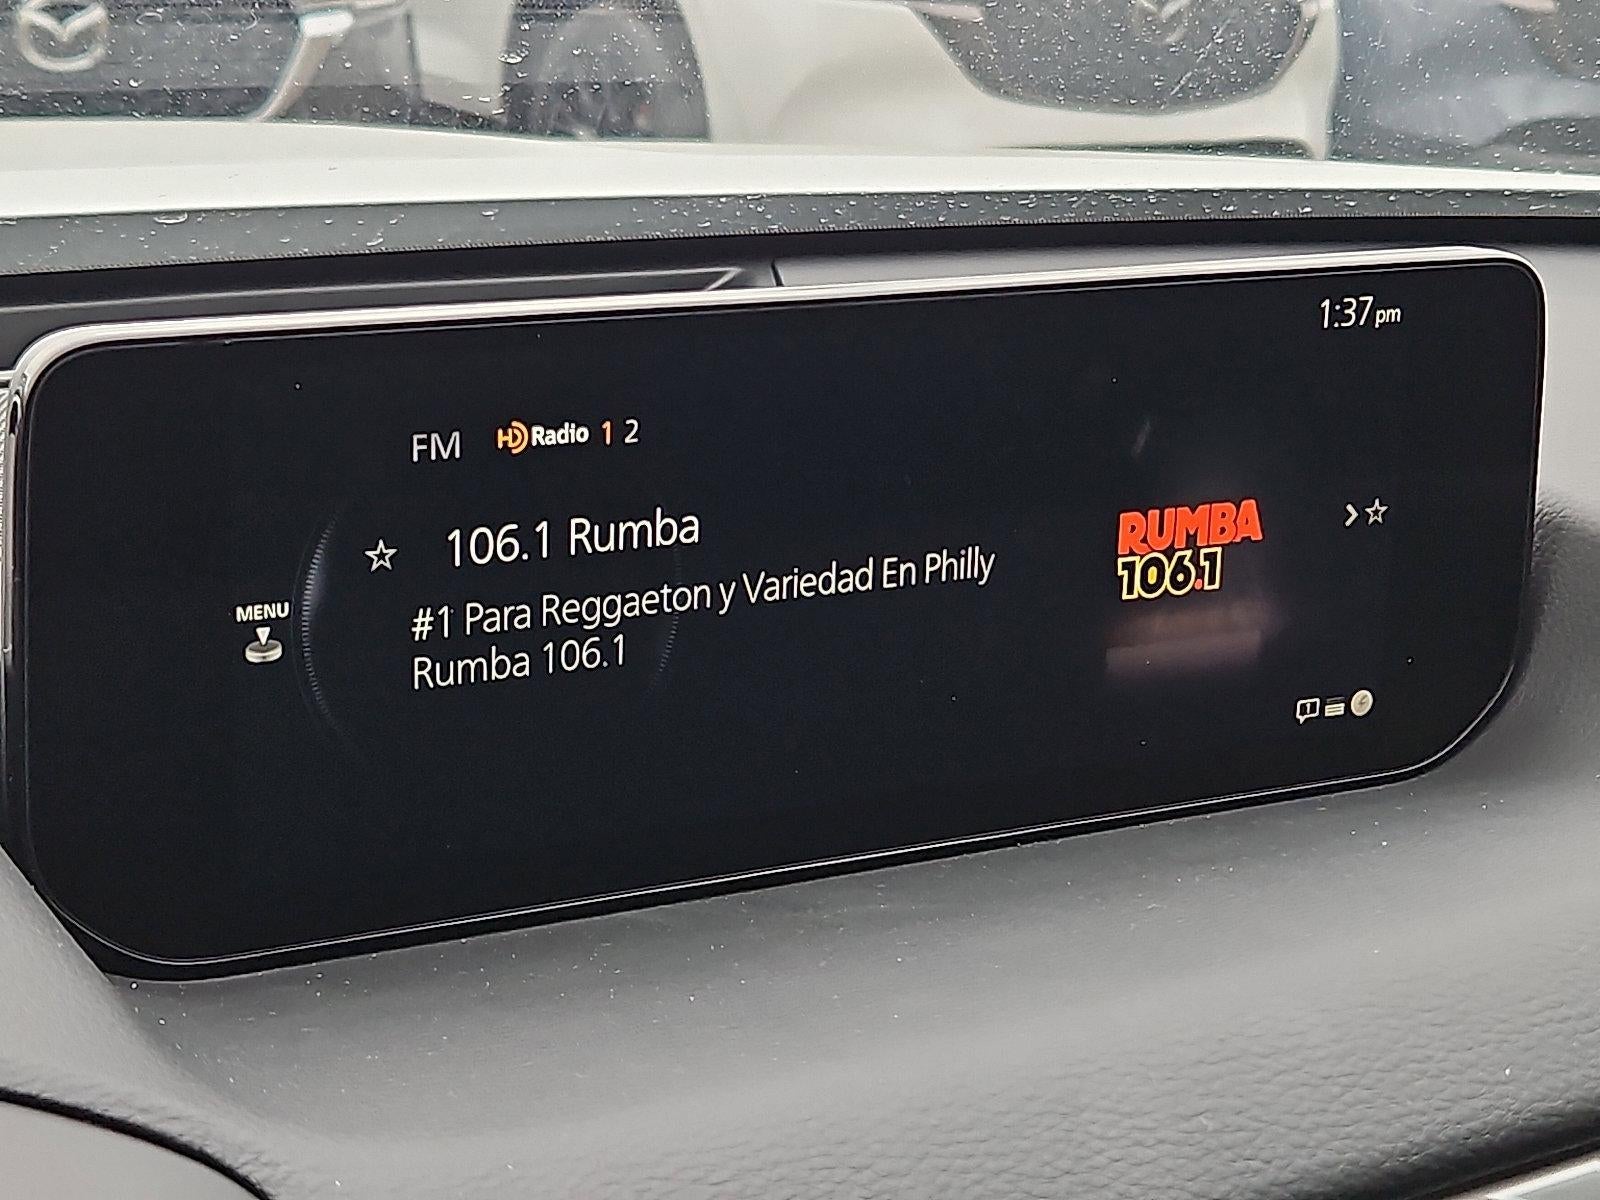 1:37pm
FM HD Radio 1 2
106.1 Rumba
#1 Para Reggaeton y Variedad En Philly
Rumba 106.1
MENU
RUMBA
106.1
1